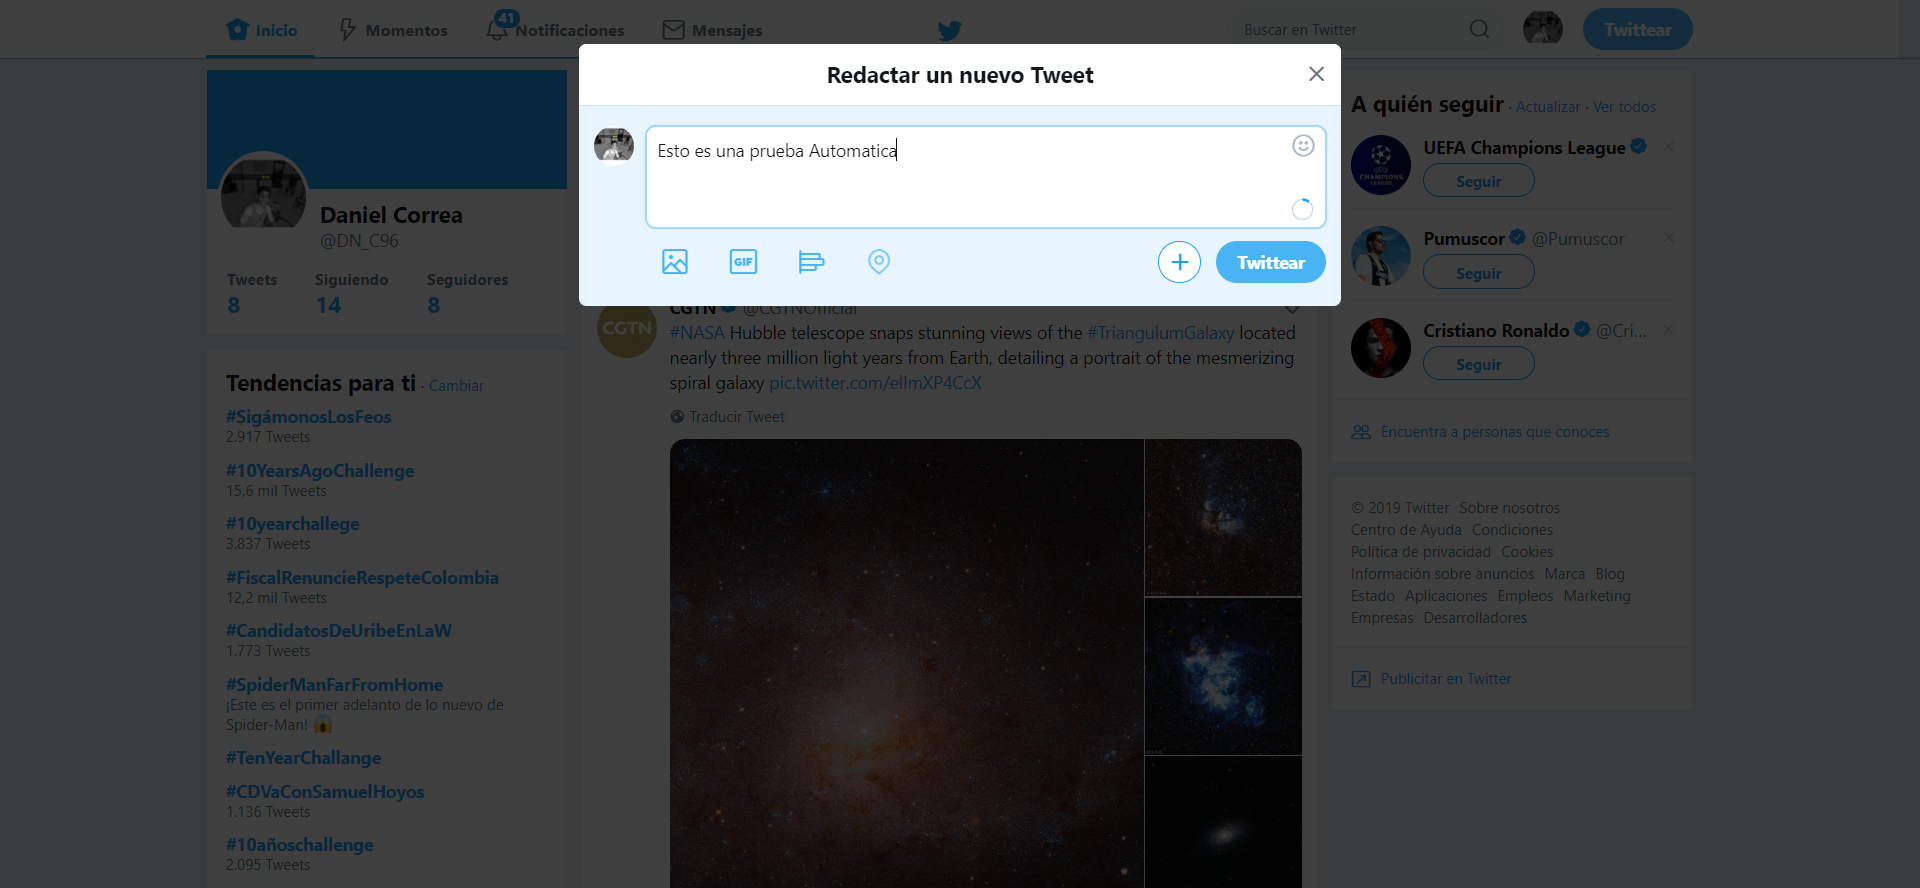 Inicio
Momentos
41
Notificaciones
Mensajes
Buscar en Twitter
Twittear
Redactar un nuevo Tweet
Esto es una prueba Automatica
GIF
Twittear
Daniel Correa
@DN_C96
Tweets Siguiendo Seguidores
8 14 8
Tendencias para ti · Cambiar
#SigámonosLosFeos
2.917 Tweets
#10YearsAgoChallenge
15,6 mil Tweets
#10yearchallege
3.837 Tweets
#FiscalRenuncieRespeteColombia
12,2 mil Tweets
#CandidatosDeUribeEnLaW
1.773 Tweets
#SpiderManFarFromHome
¡Este es el primer adelanto de lo nuevo de
Spider-Man! 😱
#TenYearChallange
#CDVaConSamuelHoyos
1.136 Tweets
#10añoschallenge
2.095 Tweets
CGTN
CGTN @CGTNOfficial
#NASA Hubble telescope snaps stunning views of the #TriangulumGalaxy located
nearly three million light years from Earth, detailing a portrait of the mesmerizing
spiral galaxy pic.twitter.com/elImXP4CcX
Traducir Tweet
A quién seguir · Actualizar · Ver todos
CHAMPIONS
LEAGUE
UEFA Champions League
Seguir
Pumuscor @Pumuscor
Seguir
Cristiano Ronaldo @Cri...
Seguir
Encuentra a personas que conoces
© 2019 Twitter Sobre nosotros
Centro de Ayuda Condiciones
Política de privacidad Cookies
Información sobre anuncios Marca Blog
Estado Aplicaciones Empleos Marketing
Empresas Desarrolladores
Publicitar en Twitter